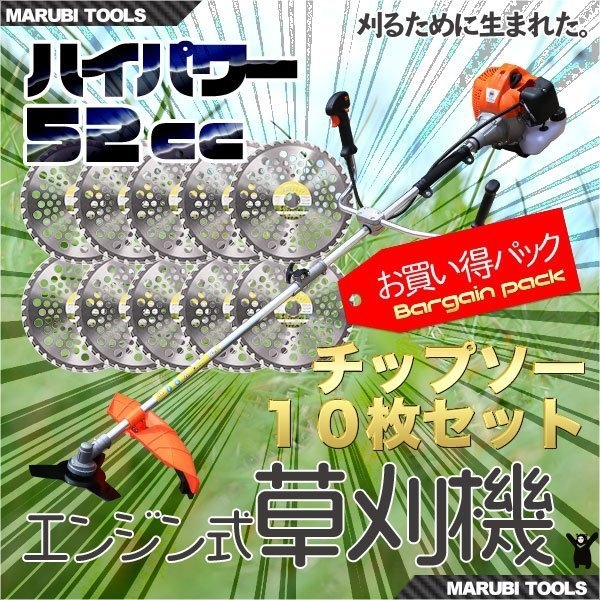 MARUBI TOOLS
刈るために生まれた。
ハイパワー
52cc
お買い得パック
Bargain pack
MARUBI TOOLS
チップソー
10枚セット
エンジン式草刈機
MARUBI TOOLS